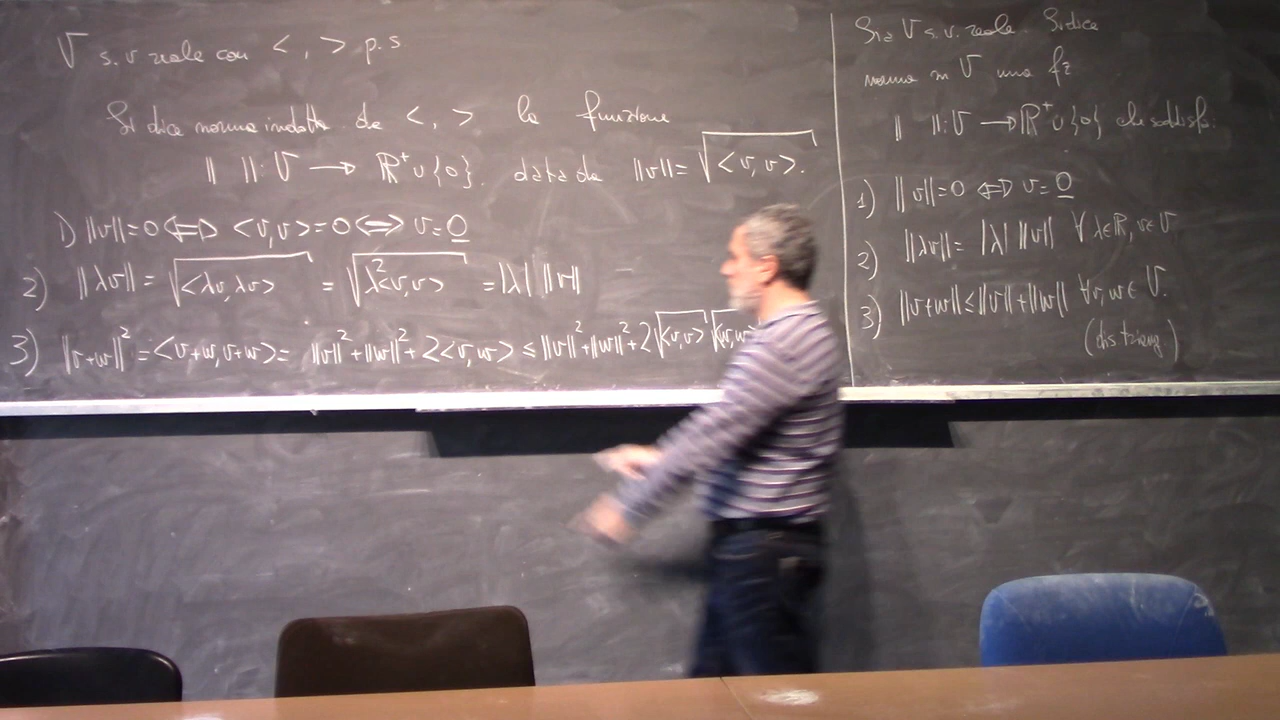 V s.v reale con < , > p.s.
Si dice norma indotta da < , > la funzione
|| ||: V → ℝ⁺∪{0}. data da ||v|| = √<v,v>.
1) ||v||=0 ⇔ <v,v>=0 ⇔ v=0
2) ||λv|| = √<λv,λv> = √λ²<v,v> = |λ| ||v||
3) ||v+w||² = <v+w,v+w> = ||v||²+||w||²+2<v,w> ≤ ||v||²+||w||²+2√<v,v> √<w,w>
Sia V s.v. reale. Si dice
norma in V una fz
|| ||: V → ℝ⁺∪{0} che soddisfa:
1) ||v||=0 ⇔ v=0
2) ||λv|| = |λ| ||v|| ∀ λ∈ℝ, v∈V
3) ||v+w|| ≤ ||v||+||w|| ∀v,w∈V.
(dis triang.)